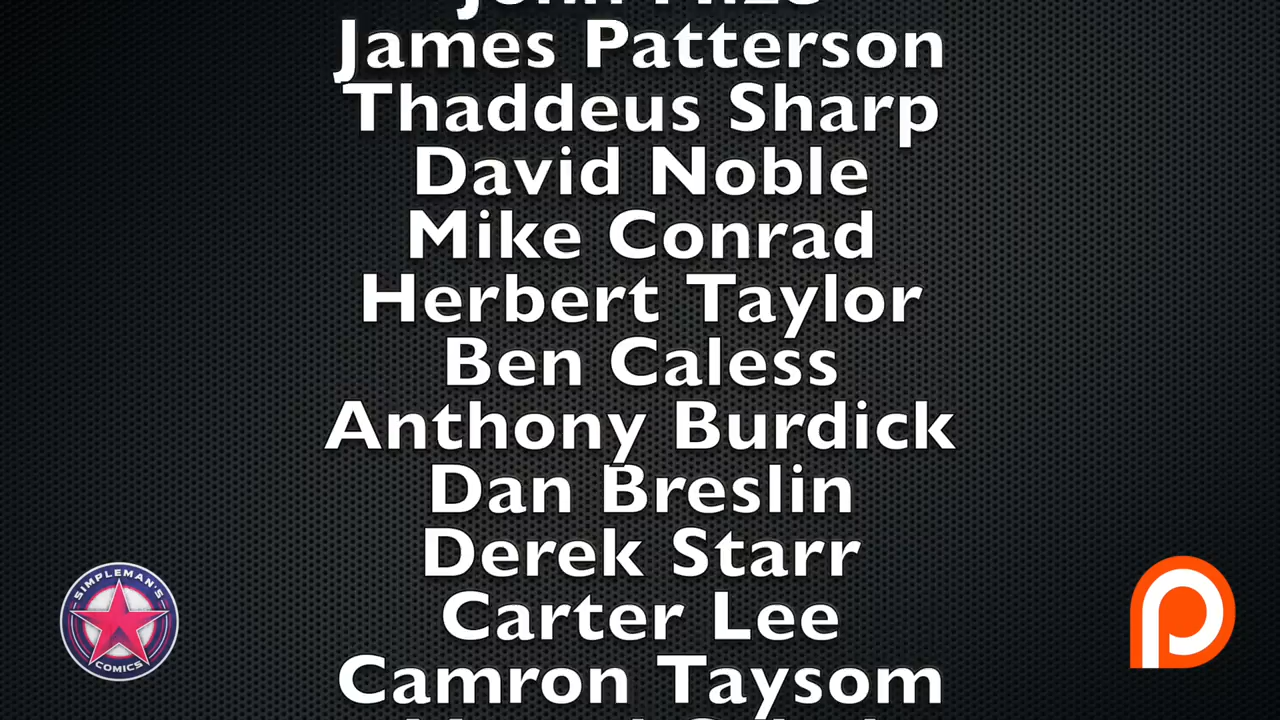 James Patterson
Thaddeus Sharp
David Noble
Mike Conrad
Herbert Taylor
Ben Caless
Anthony Burdick
Dan Breslin
Derek Starr
Carter Lee
Camron Taysom
SIMPLEMAN'S
COMICS